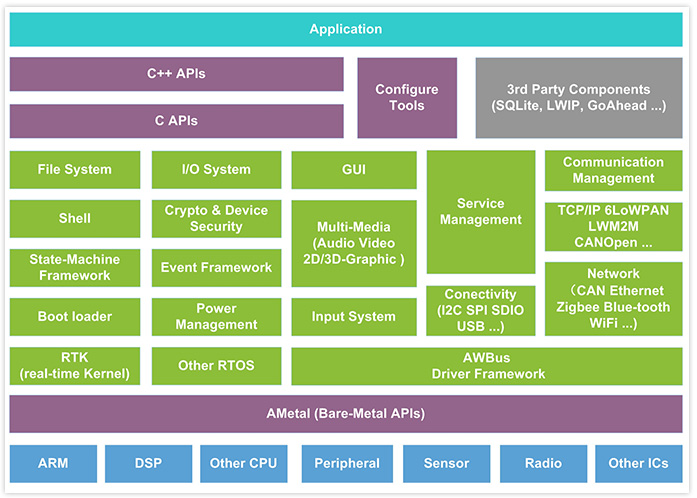 Application
C++ APIs
C APIs
Configure
Tools
3rd Party Components
(SQLite, LWIP, GoAhead ...)
File System
I/O System
GUI
Service
Management
Communication
Management
Shell
Crypto & Device
Security
Multi-Media
(Audio Video
2D/3D-Graphic )
TCP/IP 6LoWPAN
LWM2M
CANOpen ...
State-Machine
Framework
Event Framework
Network
（CAN Ethernet
Zigbee Blue-tooth
WiFi ...)
Boot loader
Power
Management
Input System
Conectivity
(I2C SPI SDIO
USB ...)
RTK
(real-time Kernel)
Other RTOS
AWBus
Driver Framework
AMetal (Bare-Metal APIs)
ARM
DSP
Other CPU
Peripheral
Sensor
Radio
Other ICs